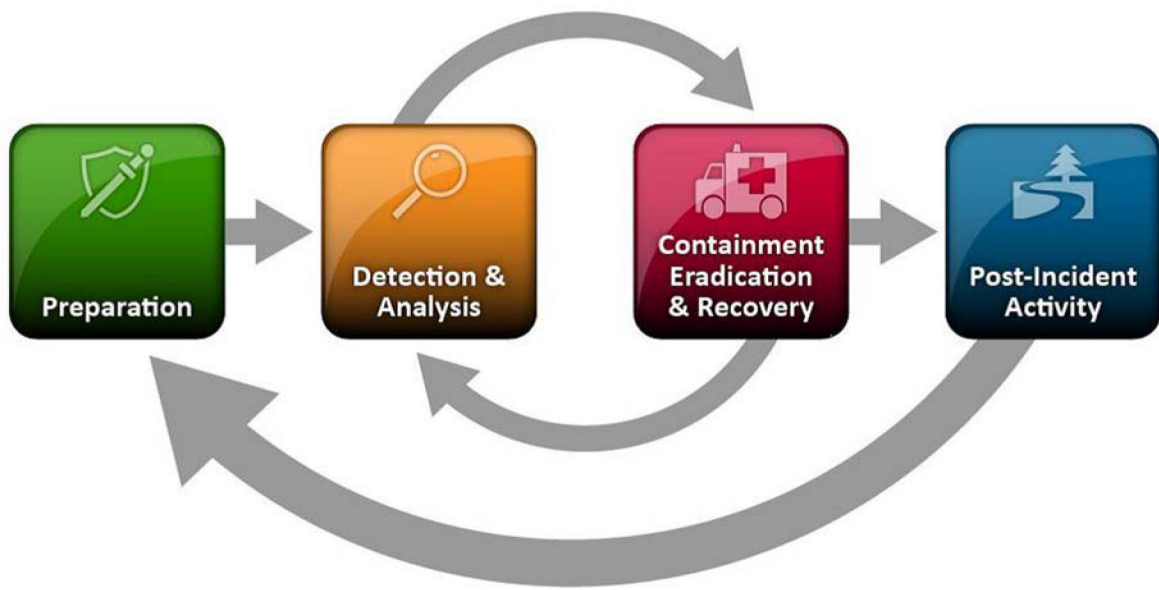 Preparation
Detection &
Analysis
Containment
Eradication
& Recovery
Post-Incident
Activity